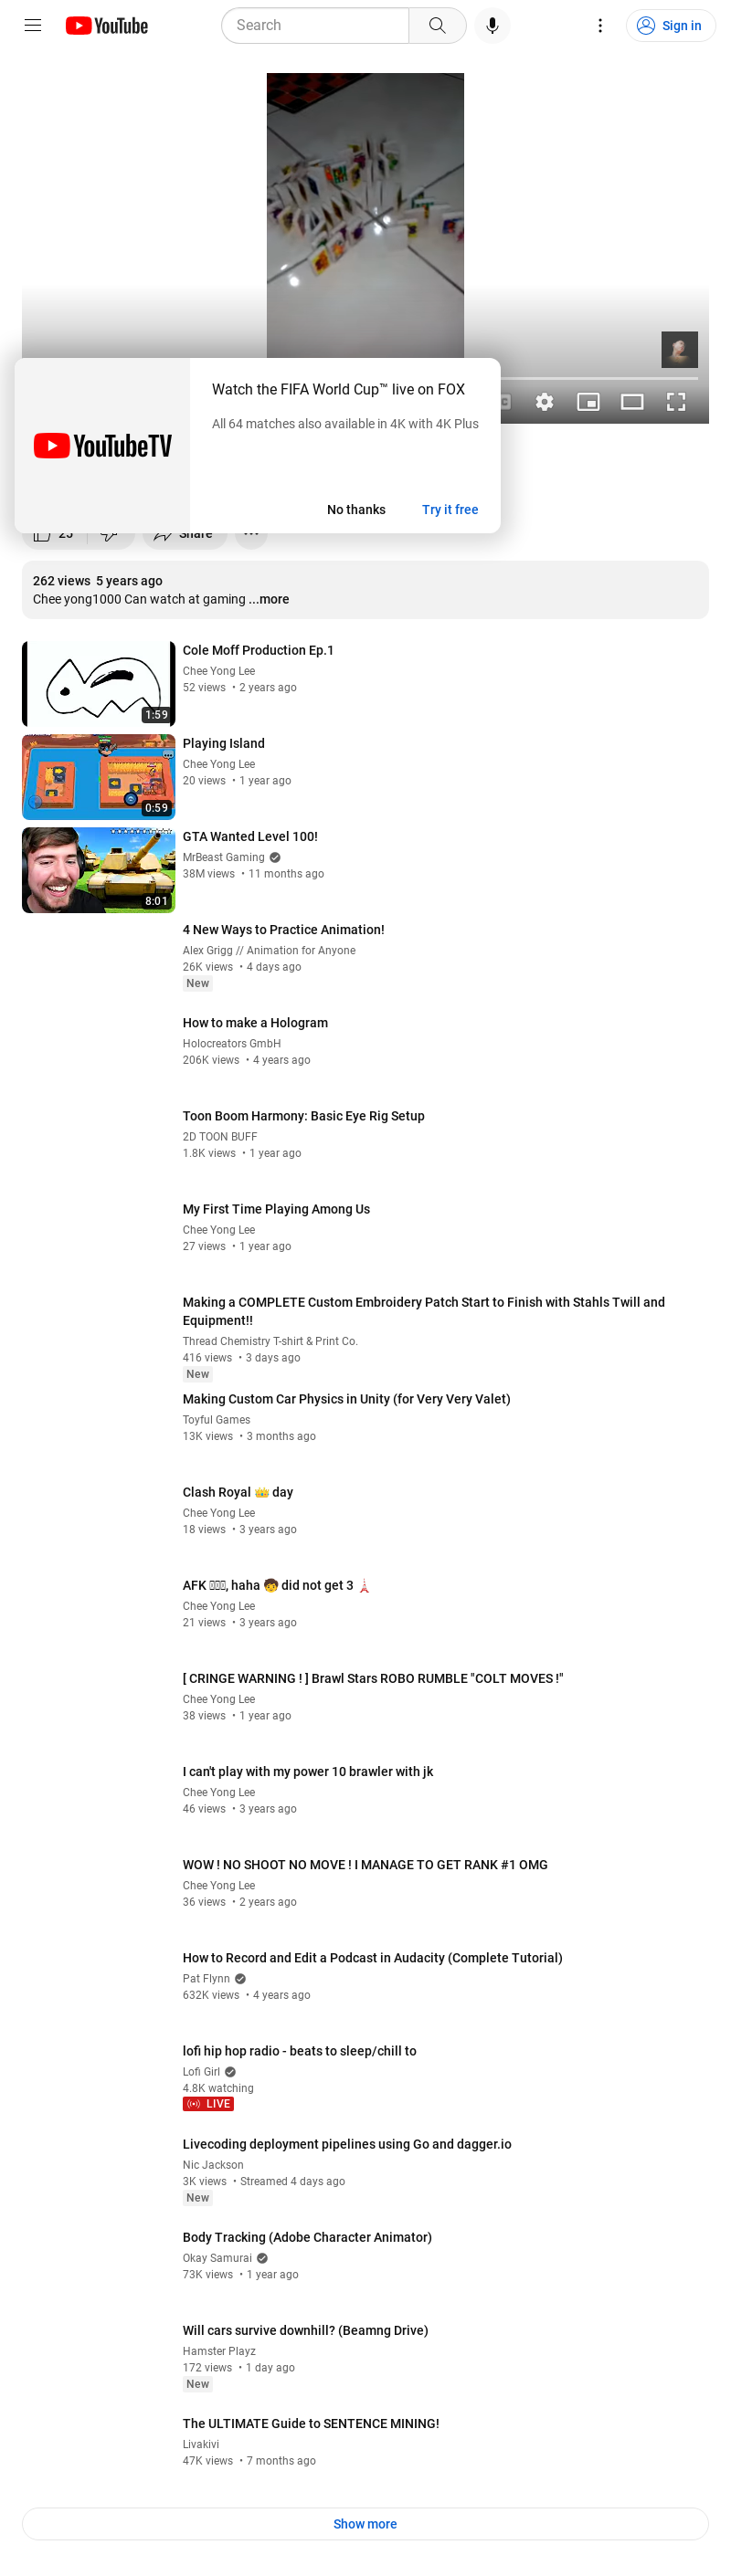 YouTube
Search
Sign in
Watch the FIFA World Cup™ live on FOX
All 64 matches also available in 4K with 4K Plus
YouTubeTV
No thanks
Try it free
25
Share
262 views 5 years ago
Chee yong1000 Can watch at gaming ...more
Cole Moff Production Ep.1
Chee Yong Lee
52 views • 2 years ago
1:59
Playing Island
Chee Yong Lee
20 views • 1 year ago
0:59
GTA Wanted Level 100!
MrBeast Gaming
38M views • 11 months ago
8:01
4 New Ways to Practice Animation!
Alex Grigg // Animation for Anyone
26K views • 4 days ago
New
How to make a Hologram
Holocreators GmbH
206K views • 4 years ago
Toon Boom Harmony: Basic Eye Rig Setup
2D TOON BUFF
1.8K views • 1 year ago
My First Time Playing Among Us
Chee Yong Lee
27 views • 1 year ago
Making a COMPLETE Custom Embroidery Patch Start to Finish with Stahls Twill and
Equipment!!
Thread Chemistry T-shirt & Print Co.
416 views • 3 days ago
New
Making Custom Car Physics in Unity (for Very Very Valet)
Toyful Games
13K views • 3 months ago
Clash Royal 👑 day
Chee Yong Lee
18 views • 3 years ago
AFK , haha 🧒 did not get 3 🗼
Chee Yong Lee
21 views • 3 years ago
[ CRINGE WARNING ! ] Brawl Stars ROBO RUMBLE "COLT MOVES !"
Chee Yong Lee
38 views • 1 year ago
I can't play with my power 10 brawler with jk
Chee Yong Lee
46 views • 3 years ago
WOW ! NO SHOOT NO MOVE ! I MANAGE TO GET RANK #1 OMG
Chee Yong Lee
36 views • 2 years ago
How to Record and Edit a Podcast in Audacity (Complete Tutorial)
Pat Flynn
632K views • 4 years ago
lofi hip hop radio - beats to sleep/chill to
Lofi Girl
4.8K watching
LIVE
Livecoding deployment pipelines using Go and dagger.io
Nic Jackson
3K views • Streamed 4 days ago
New
Body Tracking (Adobe Character Animator)
Okay Samurai
73K views • 1 year ago
Will cars survive downhill? (Beamng Drive)
Hamster Playz
172 views • 1 day ago
New
The ULTIMATE Guide to SENTENCE MINING!
Livakivi
47K views • 7 months ago
Show more